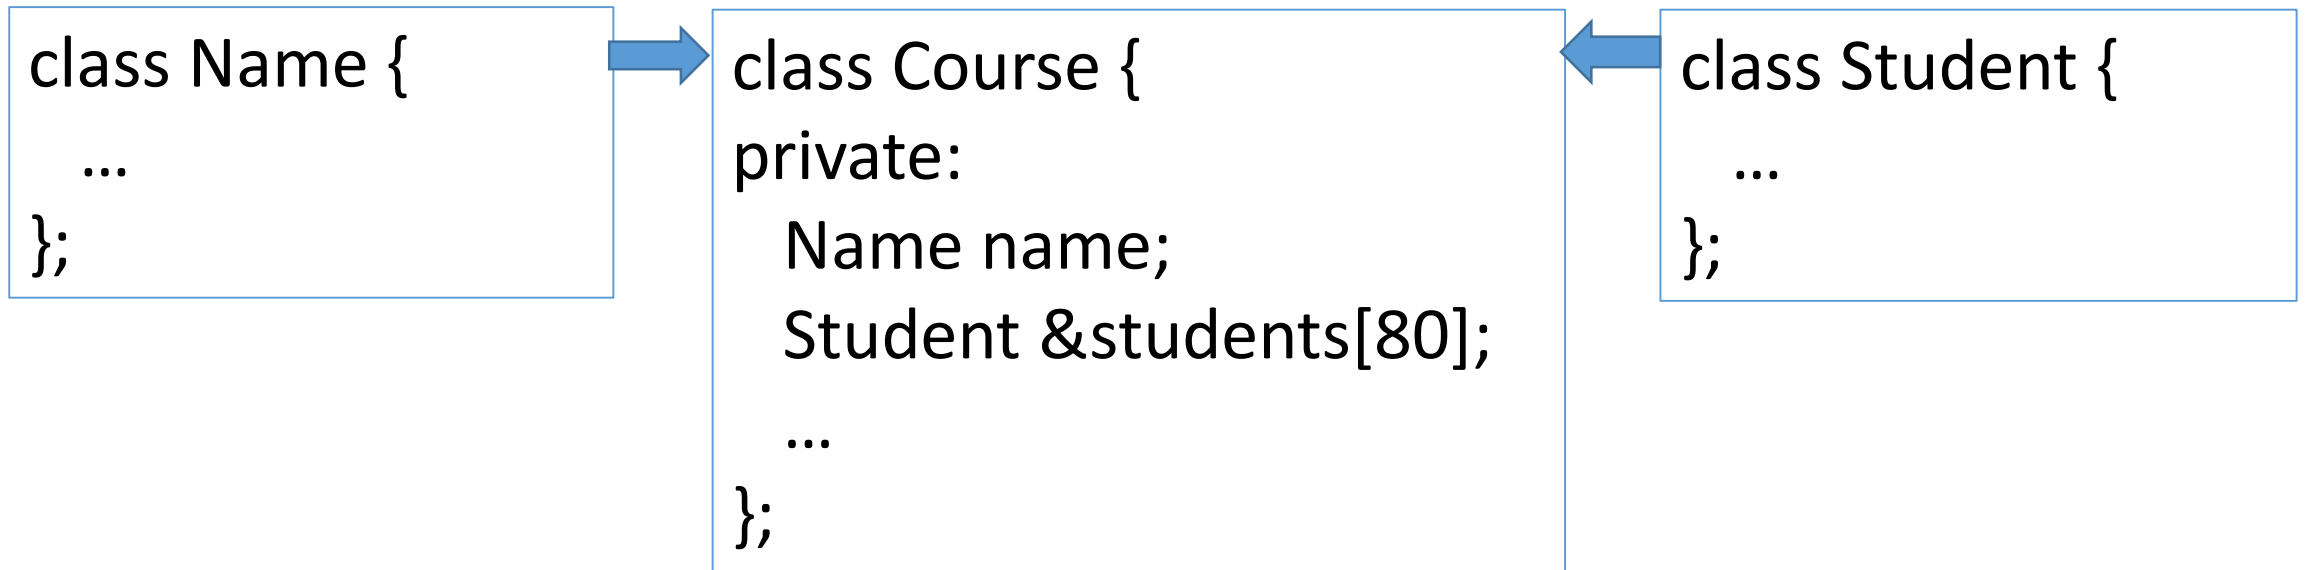 class Name {
…
};
class Course {
private:
Name name;
Student &students[80];
…
};
class Student {
…
};